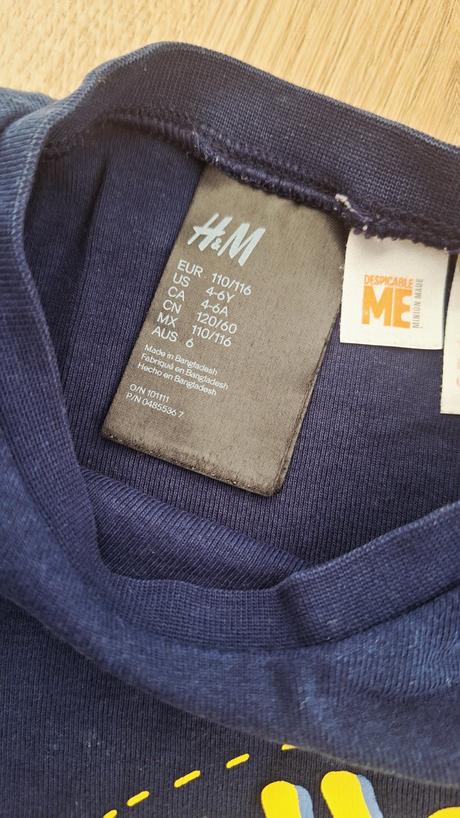 H&M
EUR 110/116
US 4-6Y
CA 4-6A
CN 120/60
MX 110/116
AUS 6
Made in Bangladesh
Fabriqué en Bangladesh
Hecho en Bangladesh
O/N 101111
P/N 0485536 7
DESPICABLE
ME
MINION MADE